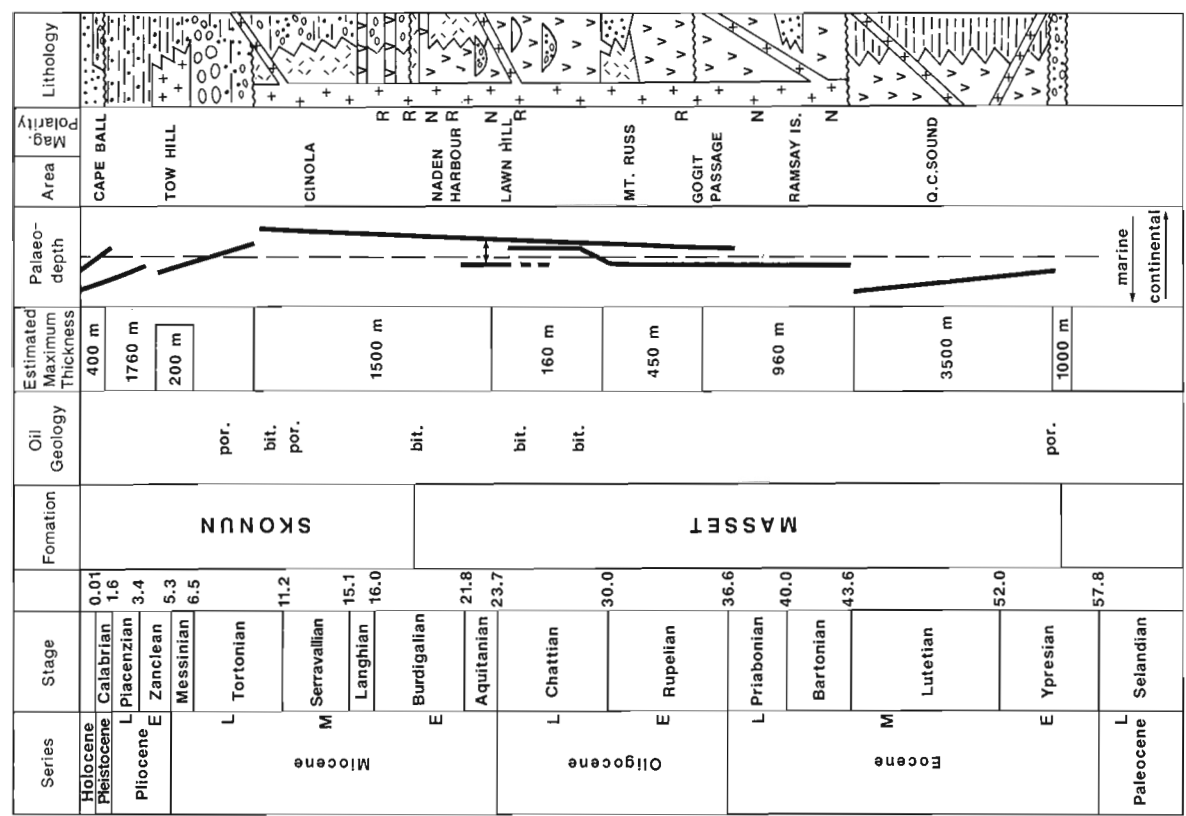 Lithology
Mag.
Polarity
R
R
N
R
N
R
R
N
N
Area
CAPE BALL
TOW HILL
CINOLA
NADEN
HARBOUR
LAWN HILL
MT. RUSS
GOGIT
PASSAGE
RAMSAY IS.
Q.C.SOUND
Palaeo-
depth
marine
continental
Estimated
Maximum
Thickness
400 m
1760 m
200 m
1500 m
160 m
450 m
960 m
3500 m
1000 m
Oil
Geology
por.
bit.
por.
bit.
bit.
bit.
por.
Fomation
SKONUN
MASSET
0.01
1.6
3.4
5.3
6.5
11.2
15.1
16.0
21.8
23.7
30.0
36.6
40.0
43.6
52.0
57.8
Stage
Calabrian
Piacenzian
Zanclean
Messinian
Tortonian
Serravallian
Langhian
Burdigalian
Aquitanian
Chattian
Rupelian
Priabonian
Bartonian
Lutetian
Ypresian
Selandian
Series
Holocene
Pleistocene
Pliocene
L
E
Miocene
L
M
E
Oligocene
L
E
Eocene
L
M
E
Paleocene
L